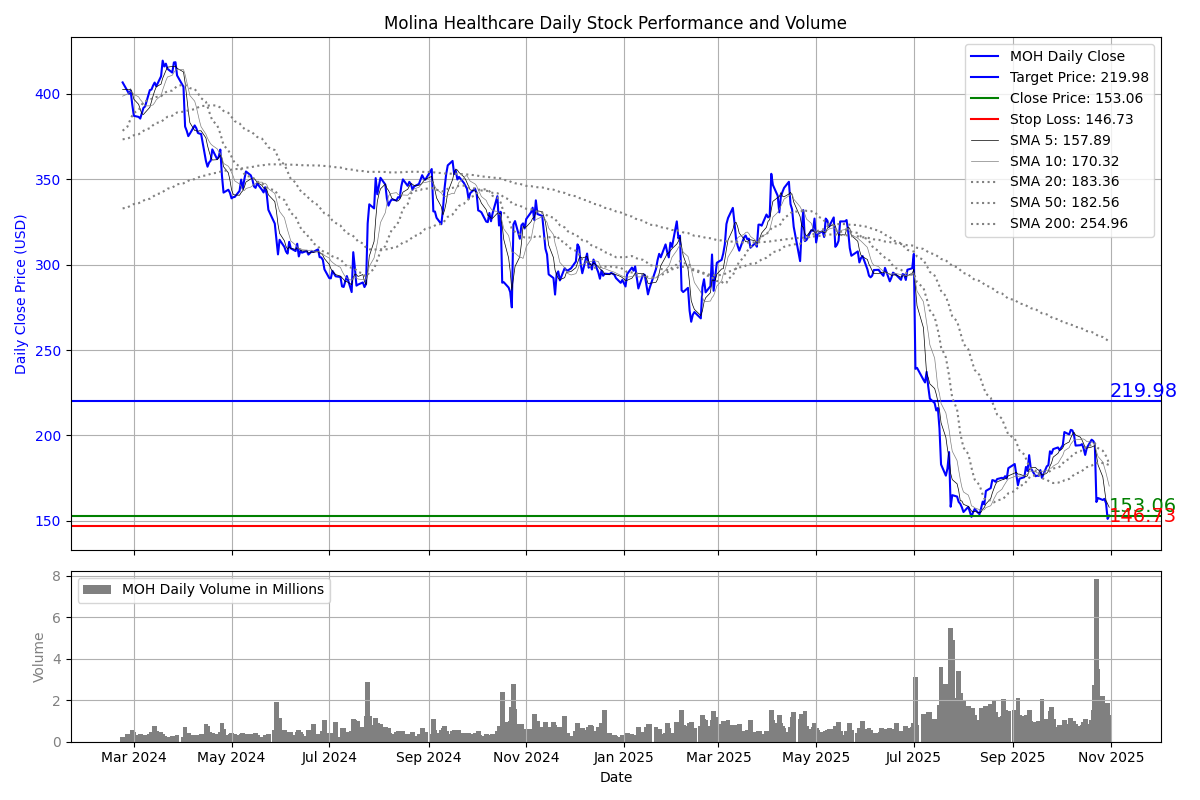 Molina Healthcare Daily Stock Performance and Volume
Daily Close Price (USD)
400
350
300
250
200
150
MOH Daily Close
Target Price: 219.98
Close Price: 153.06
Stop Loss: 146.73
SMA 5: 157.89
SMA 10: 170.32
SMA 20: 183.36
SMA 50: 182.56
SMA 200: 254.96
219.98
153.06
146.73
Volume
8
6
4
2
0
MOH Daily Volume in Millions
Mar 2024 May 2024 Jul 2024 Sep 2024 Nov 2024 Jan 2025 Mar 2025 May 2025 Jul 2025 Sep 2025 Nov 2025
Date